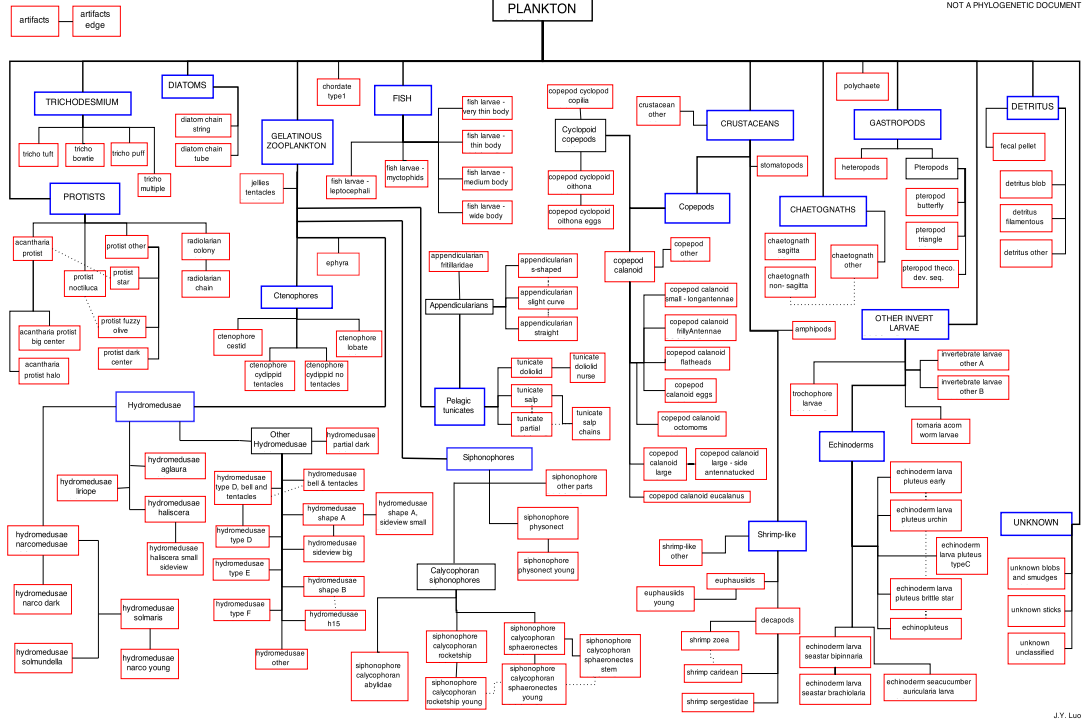 PLANKTON
NOT A PHYLOGENETIC DOCUMENT
artifacts
artifacts
edge
TRICHODESMIUM
tricho tuft
tricho
bowtie
tricho puff
tricho
multiple
DIATOMS
diatom chain
string
diatom chain
tube
GELATINOUS
ZOOPLANKTON
jellies
tentacles
chordate
type1
FISH
fish larvae -
very thin body
fish larvae -
thin body
fish larvae -
medium body
fish larvae -
wide body
fish larvae -
myctophids
fish larvae -
leptocephali
copepod cyclopod
copilia
Cyclopoid
copepods
copepod cyclopoid
oithona
copepod cyclopoid
oithona eggs
crustacean
other
CRUSTACEANS
stomatopods
Copepods
polychaete
GASTROPODS
heteropods
Pteropods
pteropod
butterfly
pteropod
triangle
pteropod theco.
dev. seq.
DETRITUS
fecal pellet
detritus blob
detritus
filamentous
detritus other
PROTISTS
acantharia
protist
protist other
protist
star
protist
noctiluca
protist fuzzy
olive
protist dark
center
acantharia protist
big center
acantharia
protist halo
radiolarian
colony
radiolarian
chain
ephyra
Ctenophores
ctenophore
cestid
ctenophore
cydippid
tentacles
ctenophore
cydippid no
tentacles
ctenophore
lobate
appendicularian
fritillaridae
Appendicularians
appendicularian
s-shaped
appendicularian
slight curve
appendicularian
straight
Pelagic
tunicates
tunicate
doliolid
tunicate
doliolid
nurse
tunicate
salp
tunicate
partial
tunicate
salp
chains
copepod
calanoid
copepod
other
copepod calanoid
small - longantennae
copepod calanoid
frillyAntennae
copepod calanoid
flatheads
copepod
calanoid eggs
copepod calanoid
octomoms
copepod
calanoid
large
copepod calanoid
large - side
antennatucked
copepod calanoid eucalanus
CHAETOGNATHS
chaetognath
sagitta
chaetognath
non- sagitta
chaetognath
other
amphipods
OTHER INVERT
LARVAE
invertebrate larvae
other A
invertebrate larvae
other B
trochophore
larvae
tornaria acorn
worm larvae
Echinoderms
echinoderm larva
pluteus early
echinoderm larva
pluteus urchin
echinoderm
larva pluteus
typeC
echinoderm larva
pluteus brittle star
echinopluteus
echinoderm larva
seastar bipinnaria
echinoderm larva
seastar brachiolaria
echinoderm seacucumber
auricularia larva
UNKNOWN
unknown blobs
and smudges
unknown sticks
unknown
unclassified
Hydromedusae
Other
Hydromedusae
hydromedusae
partial dark
hydromedusae
aglaura
hydromedusae
liriope
hydromedusae
haliscera
hydromedusae
haliscera small
sideview
hydromedusae
narcomedusae
hydromedusae
narco dark
hydromedusae
solmaris
hydromedusae
solmundella
hydromedusae
narco young
hydromedusae
type D, bell and
tentacles
hydromedusae
type D
hydromedusae
type E
hydromedusae
type F
hydromedusae
bell & tentacles
hydromedusae
shape A
hydromedusae
shape A,
sideview small
hydromedusae
sideview big
hydromedusae
shape B
hydromedusae
h15
hydromedusae
other
Siphonophores
siphonophore
other parts
siphonophore
physonect
siphonophore
physonect young
Calycophoran
siphonophores
siphonophore
calycophoran
abylidae
siphonophore
calycophoran
rocketship
siphonophore
calycophoran
rocketship young
siphonophore
calycophoran
sphaeronectes
siphonophore
calycophoran
sphaeronectes
young
siphonophore
calycophoran
sphaeronectes
stem
Shrimp-like
shrimp-like
other
euphausiids
euphausiids
young
decapods
shrimp zoea
shrimp caridean
shrimp sergestidae
J.Y. Luo